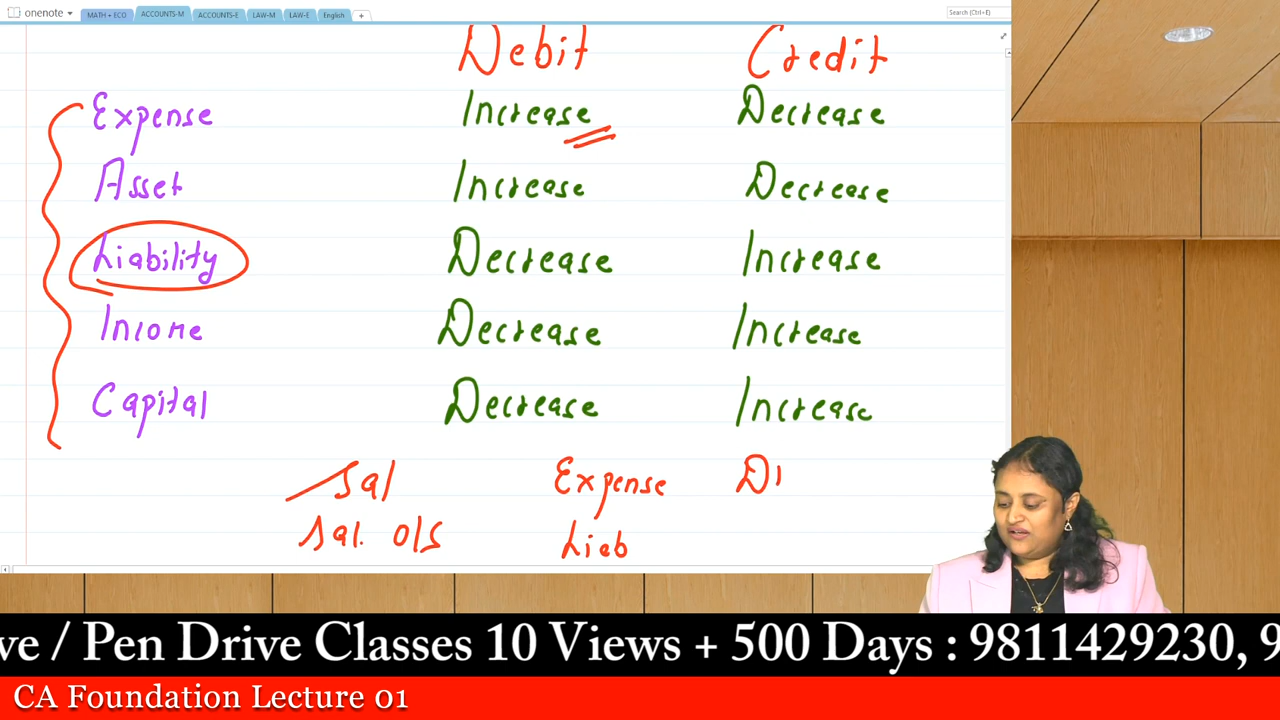 onenote MATH + ECO ACCOUNTS-M ACCOUNTS-E LAW-M LAW-E English + Search (Ctrl+E)
Debit Credit
Expense Increase Decrease
Asset Increase Decrease
Liability Decrease Increase
Income Decrease Increase
Capital Decrease Increase
Sal Expense
Sal. O/S Liab
ve / Pen Drive Classes 10 Views + 500 Days : 9811429230, 9
CA Foundation Lecture 01